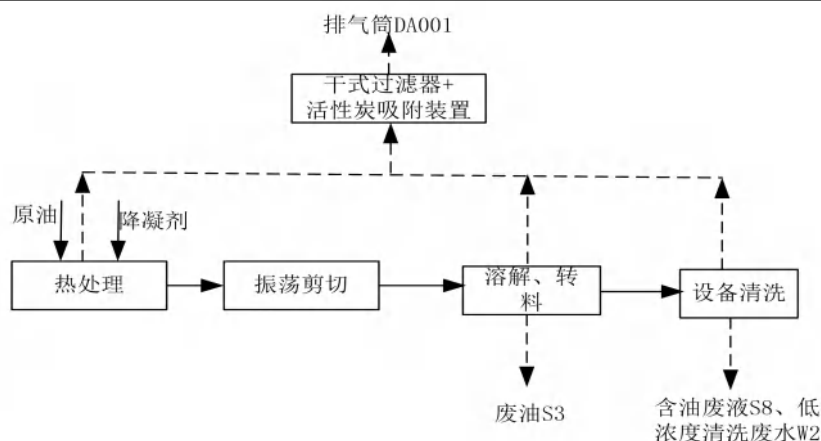 排气筒DA001
干式过滤器+
活性炭吸附装置
原油
降凝剂
热处理
振荡剪切
溶解、转
料
设备清洗
废油S3
含油废液S8、低
浓度清洗废水W2